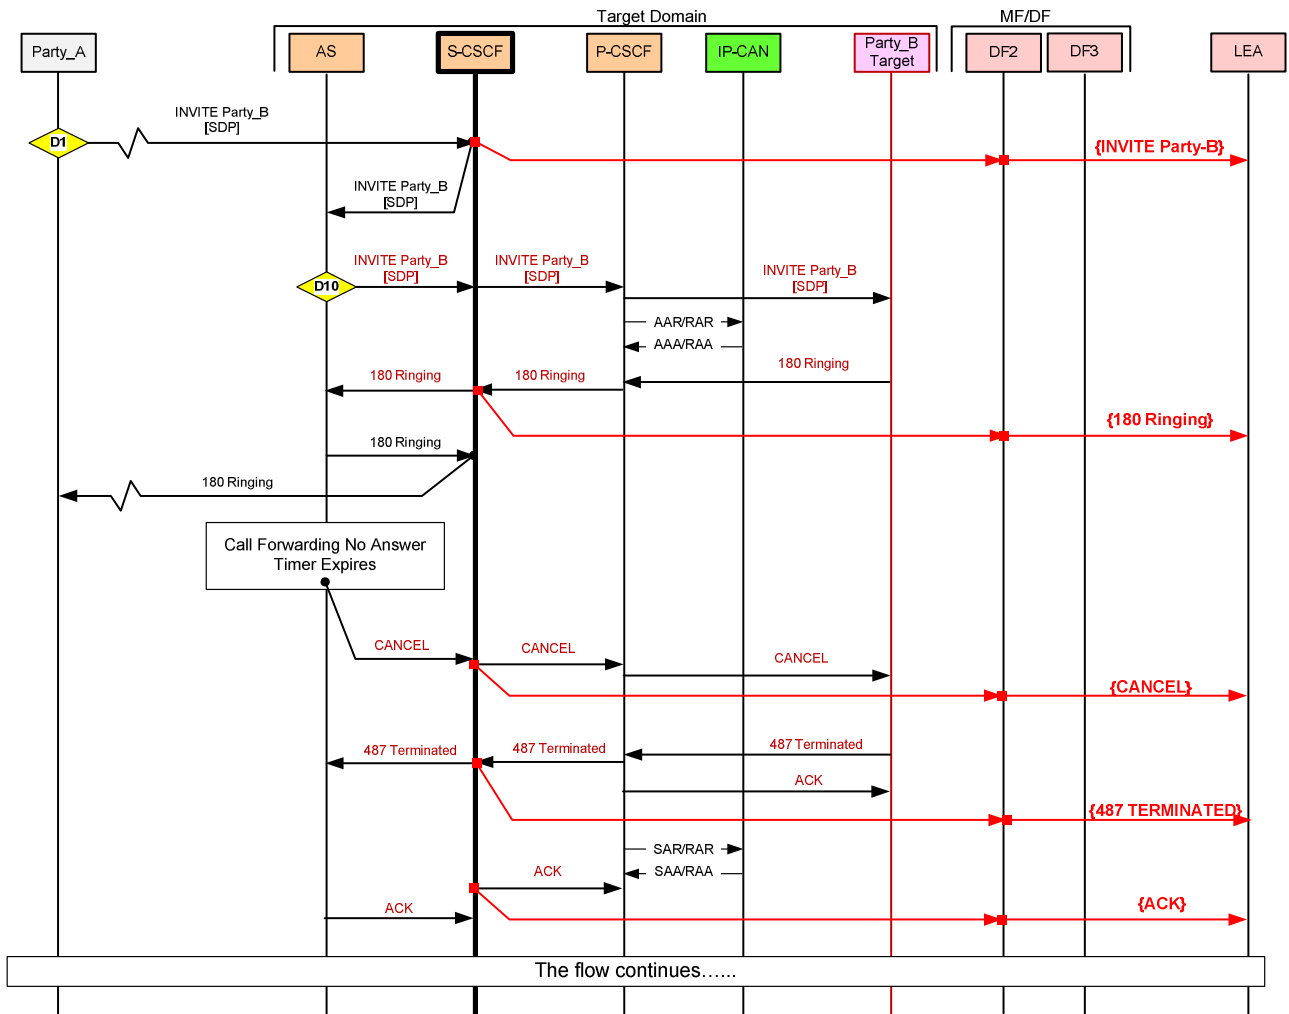 Target Domain
MF/DF
Party_A
AS
S-CSCF
P-CSCF
IP-CAN
Party_B
Target
DF2
DF3
LEA
INVITE Party_B
[SDP]
D1
{INVITE Party-B}
INVITE Party_B
[SDP]
INVITE Party_B
[SDP]
INVITE Party_B
[SDP]
INVITE Party_B
[SDP]
D10
AAR/RAR
AAA/RAA
180 Ringing
180 Ringing
180 Ringing
{180 Ringing}
180 Ringing
180 Ringing
Call Forwarding No Answer
Timer Expires
CANCEL
CANCEL
CANCEL
{CANCEL}
487 Terminated
487 Terminated
487 Terminated
ACK
{487 TERMINATED}
SAR/RAR
SAA/RAA
ACK
ACK
{ACK}
The flow continues…...